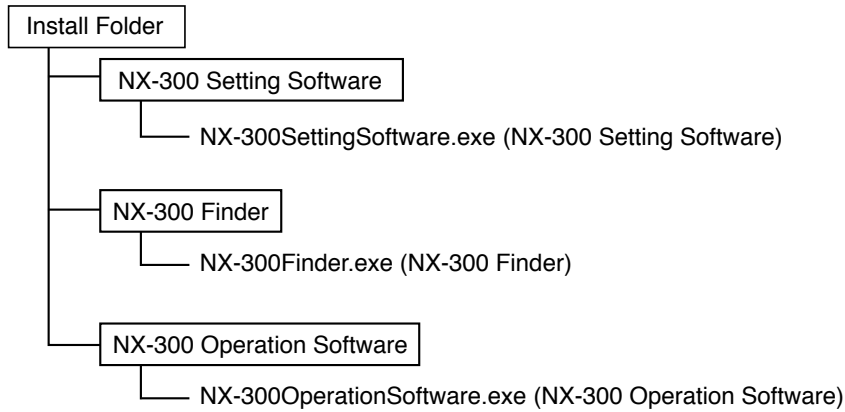 Install Folder
NX-300 Setting Software
NX-300SettingSoftware.exe (NX-300 Setting Software)
NX-300 Finder
NX-300Finder.exe (NX-300 Finder)
NX-300 Operation Software
NX-300OperationSoftware.exe (NX-300 Operation Software)